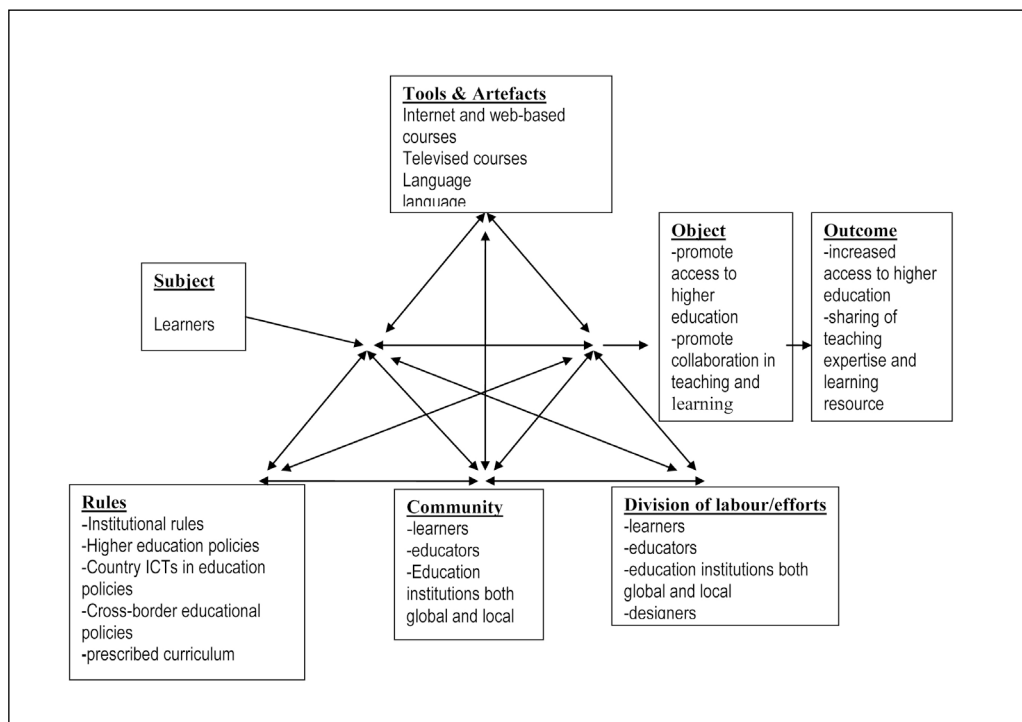 Tools & Artefacts
Internet and web-based
courses
Televised courses
Language
language
Subject
Learners
Object
-promote
access to
higher
education
-promote
collaboration in
teaching and
learning
Outcome
-increased
access to higher
education
-sharing of
teaching
expertise and
learning
resource
Rules
-Institutional rules
-Higher education policies
-Country ICTs in education
policies
-Cross-border educational
policies
-prescribed curriculum
Community
-learners
-educators
-Education
institutions both
global and local
Division of labour/efforts
-learners
-educators
-education institutions both
global and local
-designers